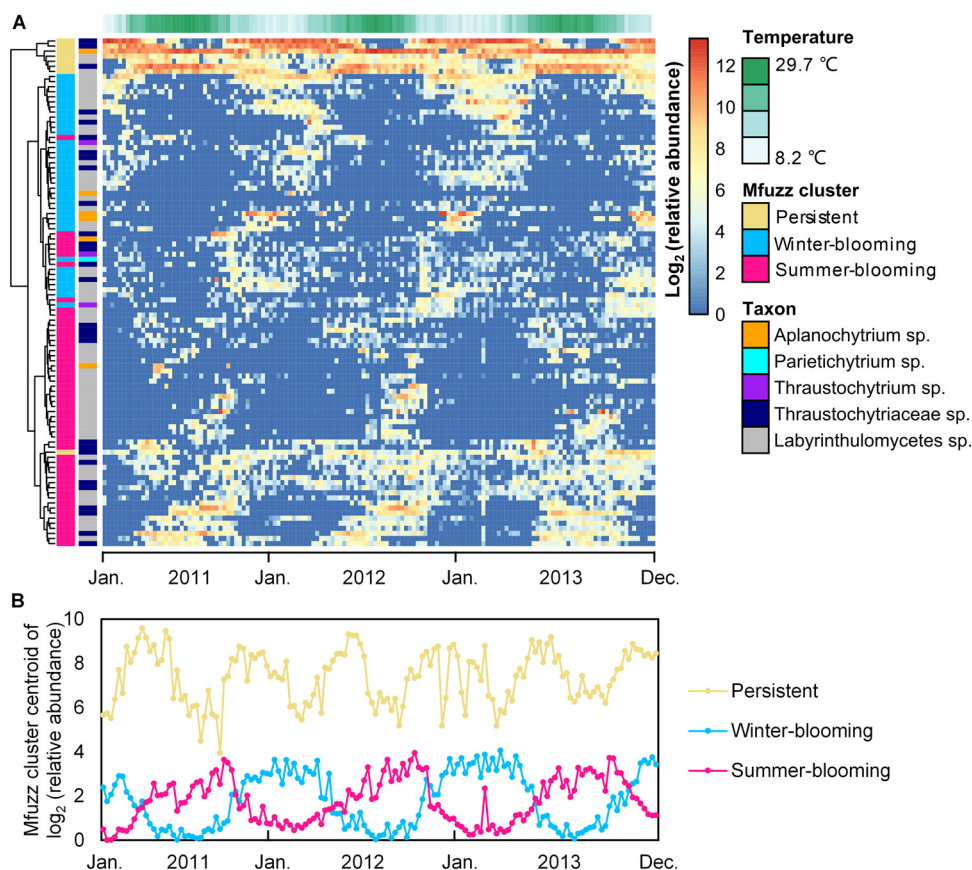 A
Log₂ (relative abundance)
12
10
8
6
4
2
0
Temperature
29.7 ℃
8.2 ℃
Mfuzz cluster
Persistent
Winter-blooming
Summer-blooming
Taxon
Aplanochytrium sp.
Parietichytrium sp.
Thraustochytrium sp.
Thraustochytriaceae sp.
Labyrinthulomycetes sp.
Jan. 2011 Jan. 2012 Jan. 2013 Dec.
B
Mfuzz cluster centroid of
log₂ (relative abundance)
10
8
6
4
2
0
Jan. 2011 Jan. 2012 Jan. 2013 Dec.
Persistent
Winter-blooming
Summer-blooming